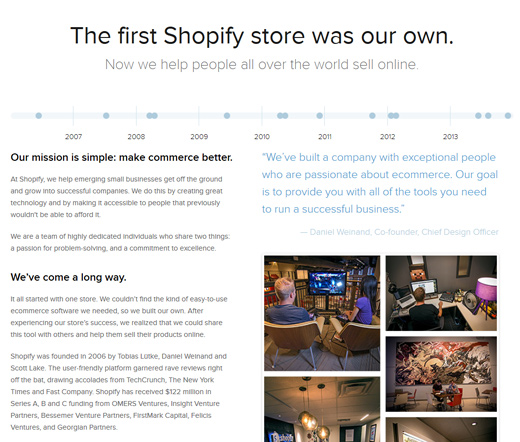 The first Shopify store was our own.
Now we help people all over the world sell online.
2007 2008 2009 2010 2011 2012 2013
Our mission is simple: make commerce better.
At Shopify, we help emerging small businesses get off the ground
and grow into successful companies. We do this by creating great
technology and by making it accessible to people that previously
wouldn't be able to afford it.
We are a team of highly dedicated individuals who share two things:
a passion for problem-solving, and a commitment to excellence.
We've come a long way.
It all started with one store. We couldn't find the kind of easy-to-use
ecommerce software we needed, so we built our own. After
experiencing our store's success, we realized that we could share
this tool with others and help them sell their products online.
Shopify was founded in 2006 by Tobias Lütke, Daniel Weinand and
Scott Lake. The user-friendly platform garnered rave reviews right
off the bat, drawing accolades from TechCrunch, The New York
Times and Fast Company. Shopify has received $122 million in
Series A, B and C funding from OMERS Ventures, Insight Venture
Partners, Bessemer Venture Partners, FirstMark Capital, Felicis
Ventures, and Georgian Partners.
"We've built a company with exceptional people
who are passionate about ecommerce. Our goal
is to provide you with all of the tools you need
to run a successful business."
— Daniel Weinand, Co-founder, Chief Design Officer
shopify